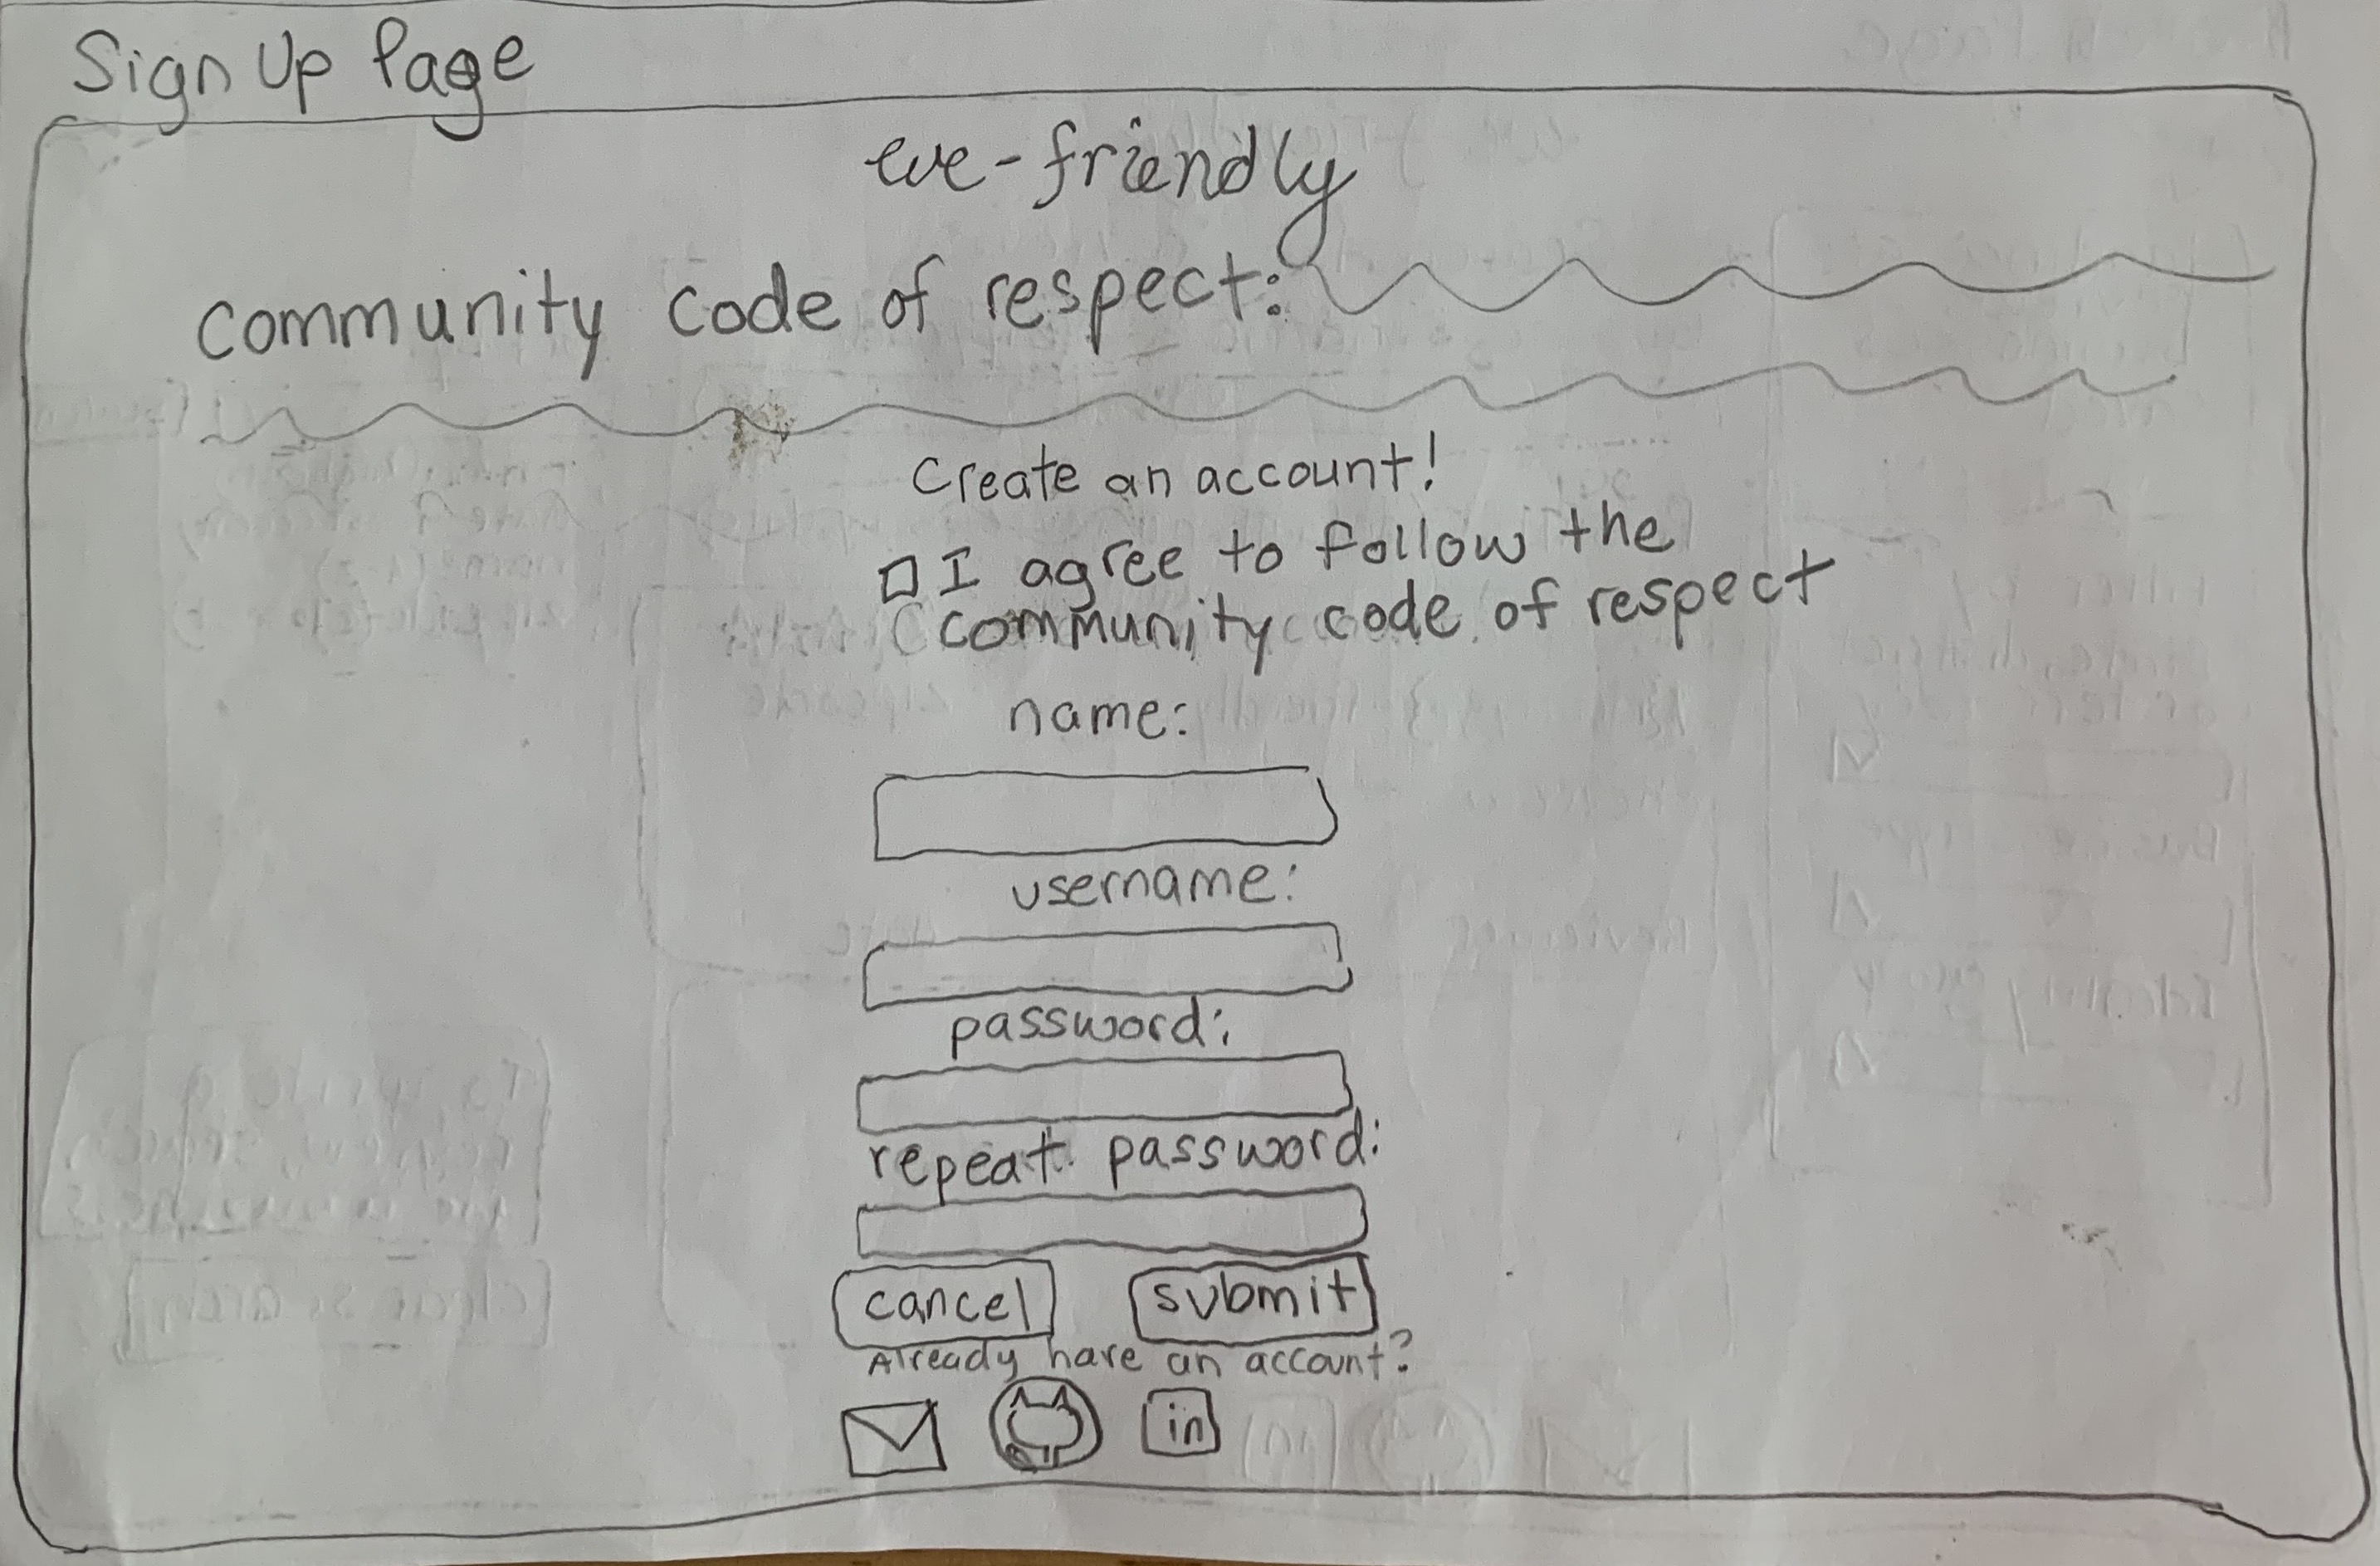 Sign Up Page
eve-friendly
community code of respect:
Create an account!
I agree to follow the
community code of respect
name:
username:
password:
repeat password:
cancel submit
Already have an account?
in